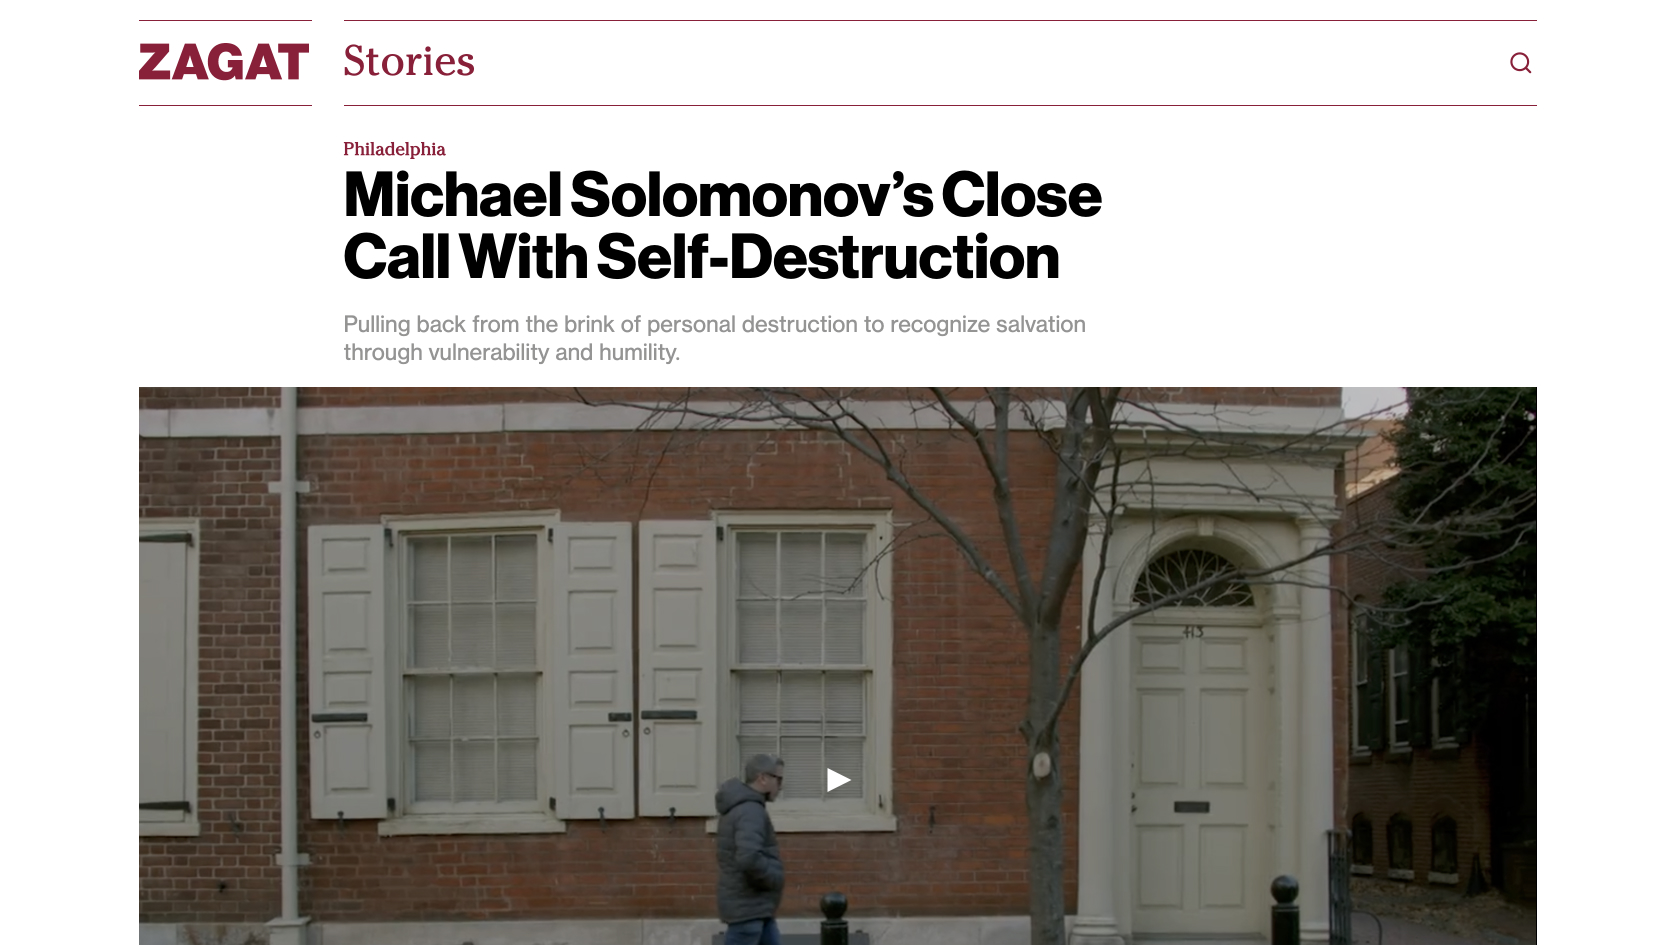 ZAGAT Stories
Philadelphia
Michael Solomonov’s Close
Call With Self-Destruction
Pulling back from the brink of personal destruction to recognize salvation
through vulnerability and humility.
413